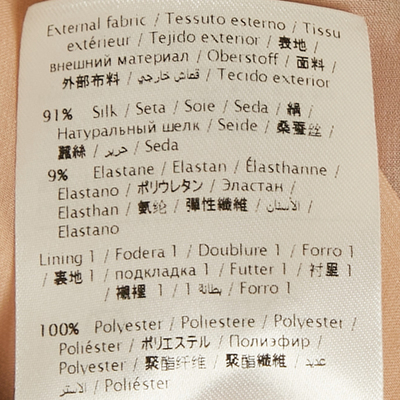 External fabric / Tessuto esterno / Tissu
extérieur / Tejido exterior / 表地 /
внешний материал / Oberstoff / 面料 /
外部布料 / قماش خارجي / Tecido exterior
91% Silk / Seta / Soie / Seda / 絹 /
Натуральный шелк / Seide / 桑蚕丝 /
蠶絲 / حرير / Seda
9% Elastane / Elastan / Élasthanne /
Elastano / ポリウレタン / Эластан /
Elasthan / 氨纶 / 彈性纖維 / الأستان /
Elastano
Lining 1 / Fodera 1 / Doublure 1 / Forro 1
/ 裏地 1 / подкладка 1 / Futter 1 / 衬里 1
/ 襯裡 1 / بطانة 1 / Forro 1
100% Polyester / Poliestere / Polyester /
Poliéster / ポリエステル / Полиэфир /
Polyester / 聚酯纤维 / 聚酯纖維 / عديد
الأستر / Poliéster